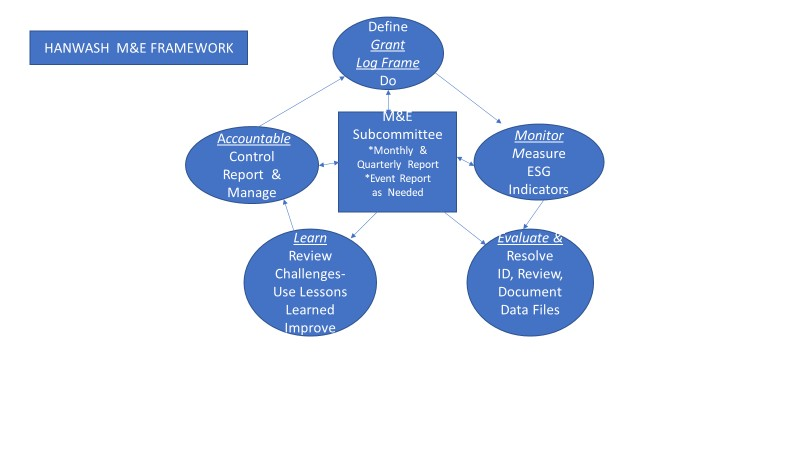 HANWASH M&E FRAMEWORK
Define
Grant
Log Frame
Do
M&E
Subcommittee
*Monthly &
Quarterly Report
*Event Report
as Needed
Accountable
Control
Report &
Manage
Monitor
Measure
ESG
Indicators
Learn
Review
Challenges-
Use Lessons
Learned
Improve
Evaluate &
Resolve
ID, Review,
Document
Data Files